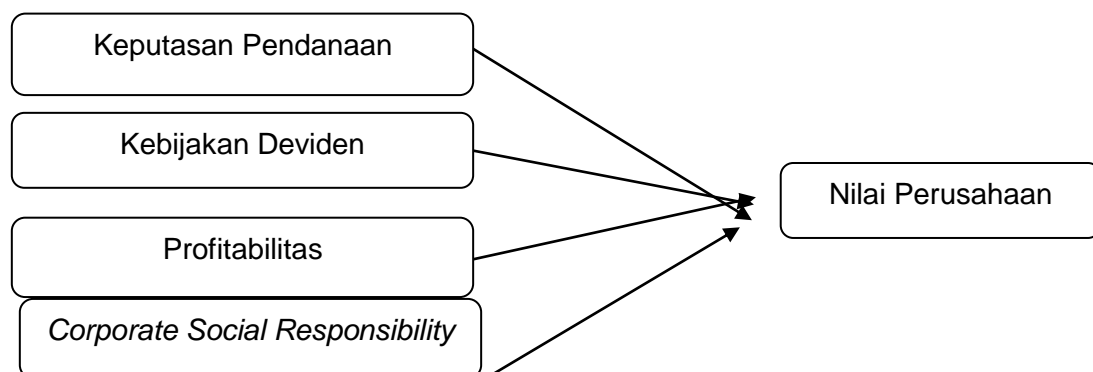 Keputasan Pendanaan
Kebijakan Deviden
Nilai Perusahaan
Profitabilitas
Corporate Social Responsibility